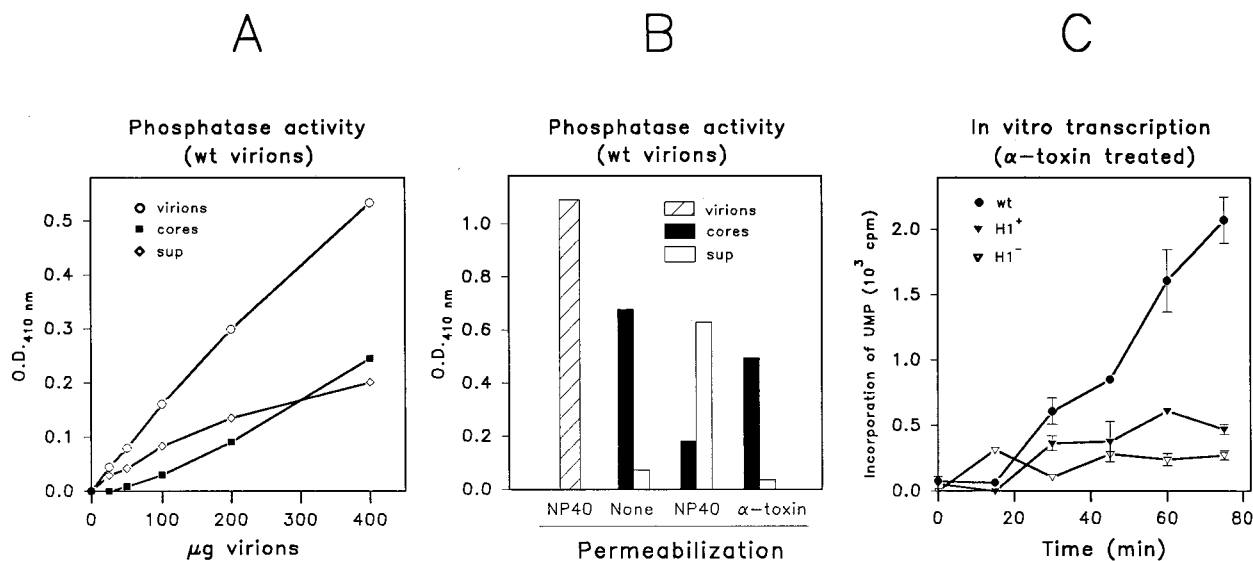 A
B
C
Phosphatase activity
(wt virions)
virions
cores
sup
O.D.410 nm
0.5
0.4
0.3
0.2
0.1
0.0
0
100
200
300
400
µg virions
Phosphatase activity
(wt virions)
virions
cores
sup
O.D.410 nm
1.0
0.8
0.6
0.4
0.2
0.0
NP40
None
NP40
α-toxin
Permeabilization
In vitro transcription
(α-toxin treated)
wt
H1+
H1-
Incorporation of UMP (10³ cpm)
2.0
1.5
1.0
0.5
0.0
0
20
40
60
80
Time (min)